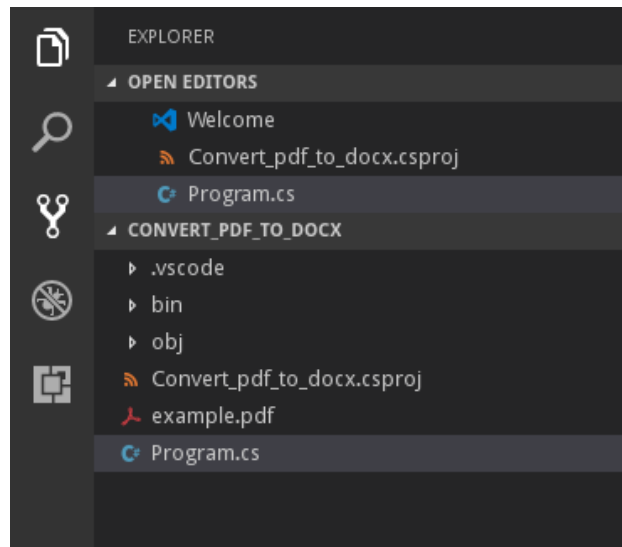 EXPLORER
OPEN EDITORS
Welcome
Convert_pdf_to_docx.csproj
Program.cs
CONVERT_PDF_TO_DOCX
.vscode
bin
obj
Convert_pdf_to_docx.csproj
example.pdf
Program.cs